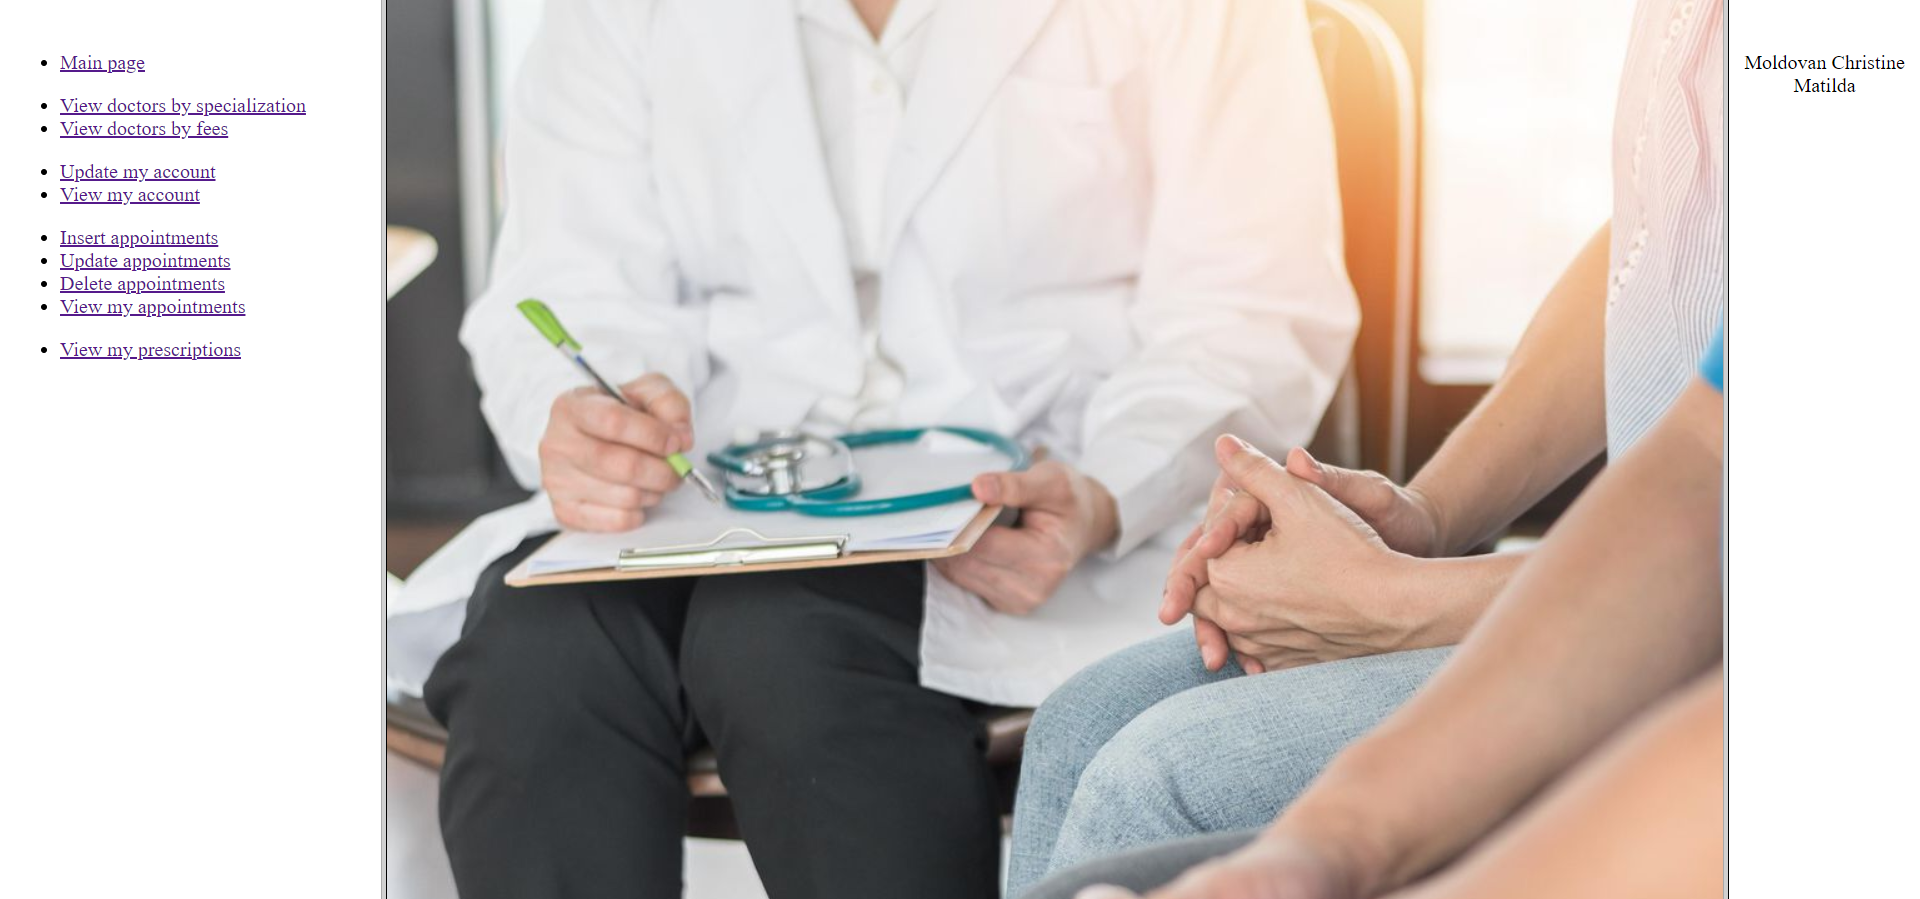 Main page
View doctors by specialization
View doctors by fees
Update my account
View my account
Insert appointments
Update appointments
Delete appointments
View my appointments
View my prescriptions
Moldovan Christine
Matilda